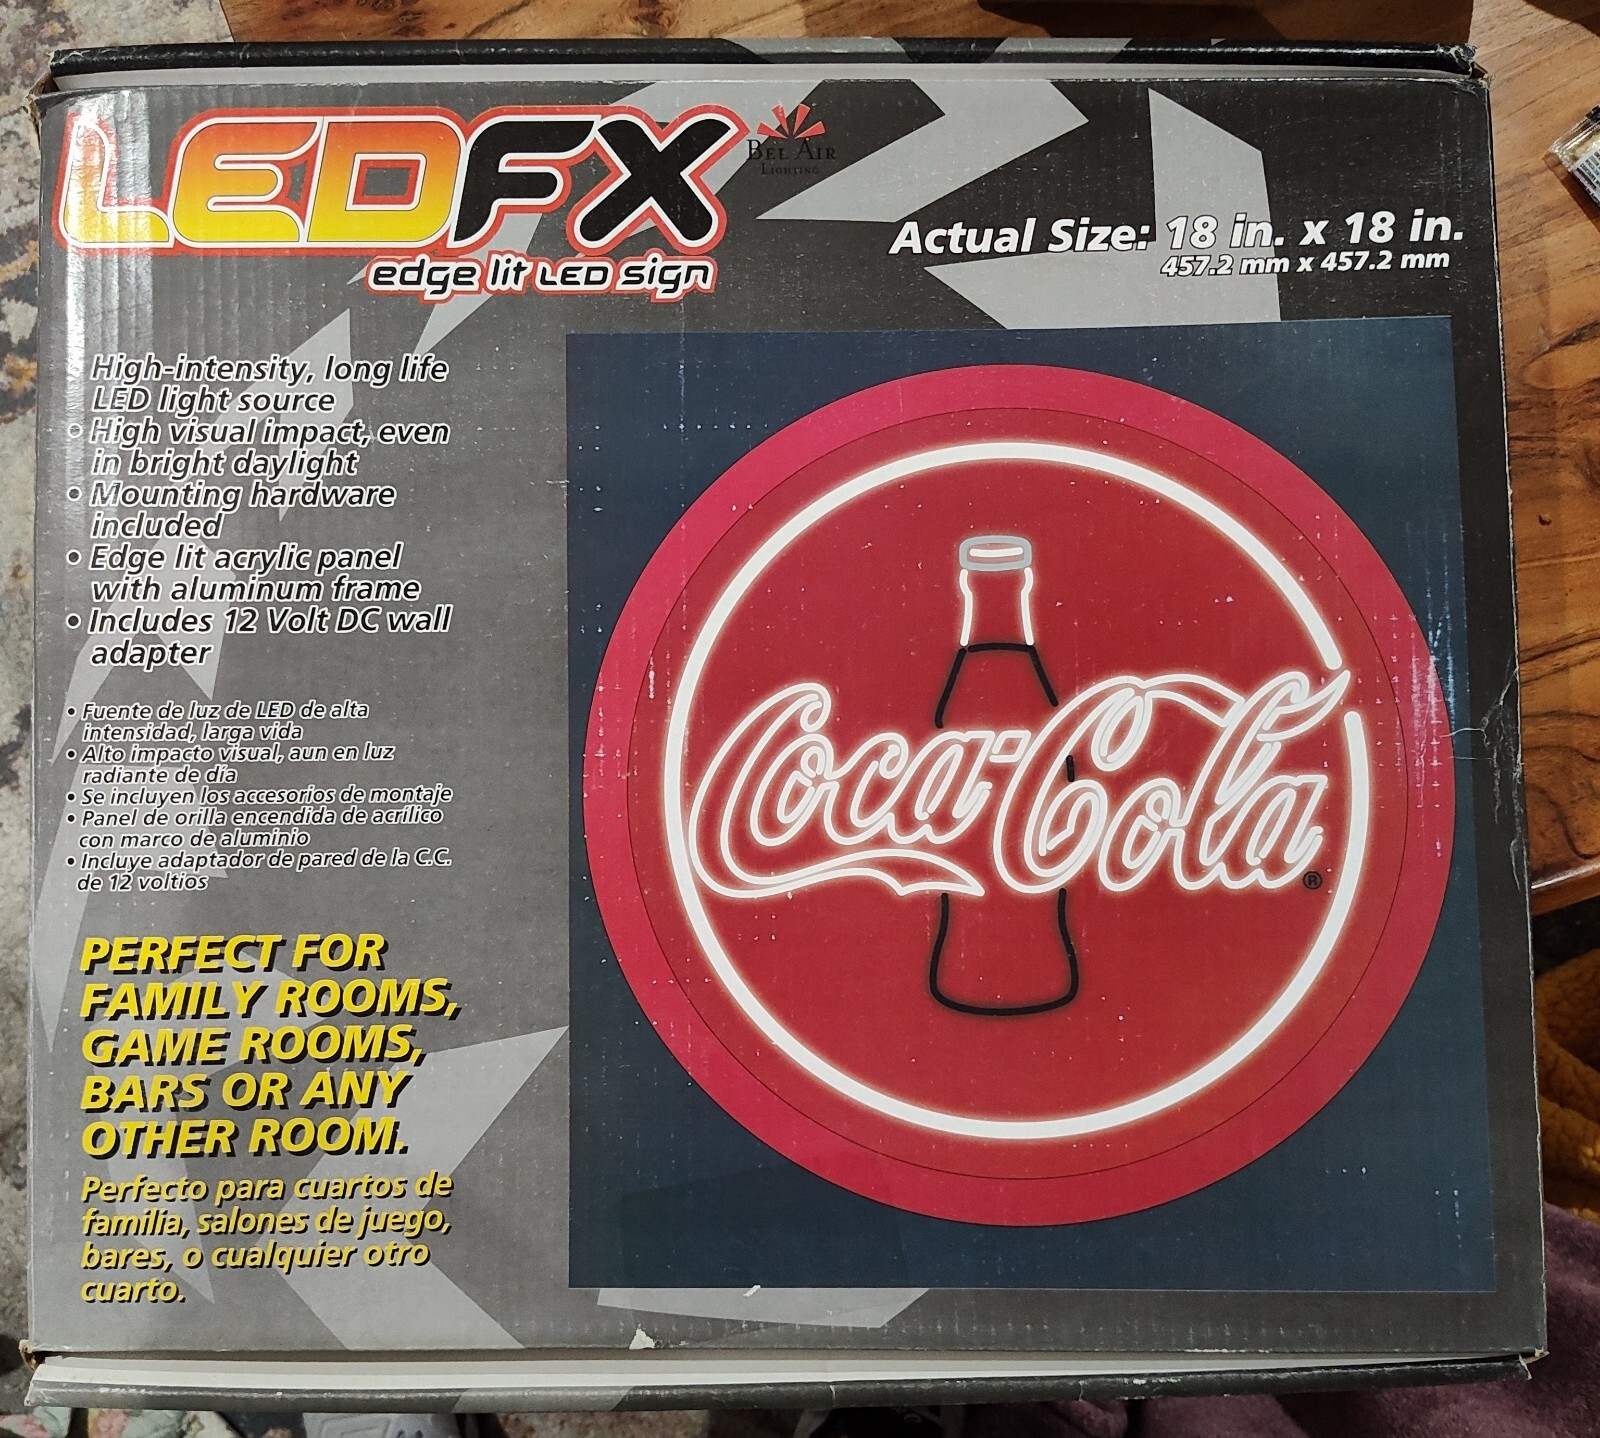 LEDFX
BEL AIR
LIGHTING
edge lit LED sign
Actual Size: 18 in. x 18 in.
457.2 mm x 457.2 mm
High-intensity, long life
LED light source
• High visual impact, even
in bright daylight
• Mounting hardware
included
• Edge lit acrylic panel
with aluminum frame
• Includes 12 Volt DC wall
adapter
• Fuente de luz de LED de alta
intensidad, larga vida
• Alto impacto visual, aun en luz
radiante de día
• Se incluyen los accesorios de montaje
• Panel de orilla encendida de acrílico
con marco de aluminio
• Incluye adaptador de pared de la C.C.
de 12 voltios
PERFECT FOR
FAMILY ROOMS,
GAME ROOMS,
BARS OR ANY
OTHER ROOM.
Perfecto para cuartos de
familia, salones de juego,
bares, o cualquier otro
cuarto.
Coca-Cola®